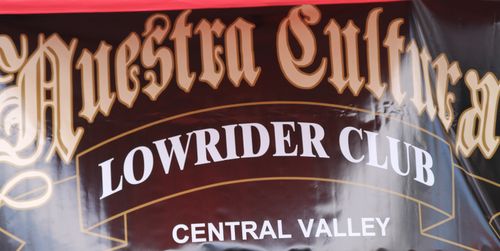 Nuestra Cultura
LOWRIDER CLUB
CENTRAL VALLEY